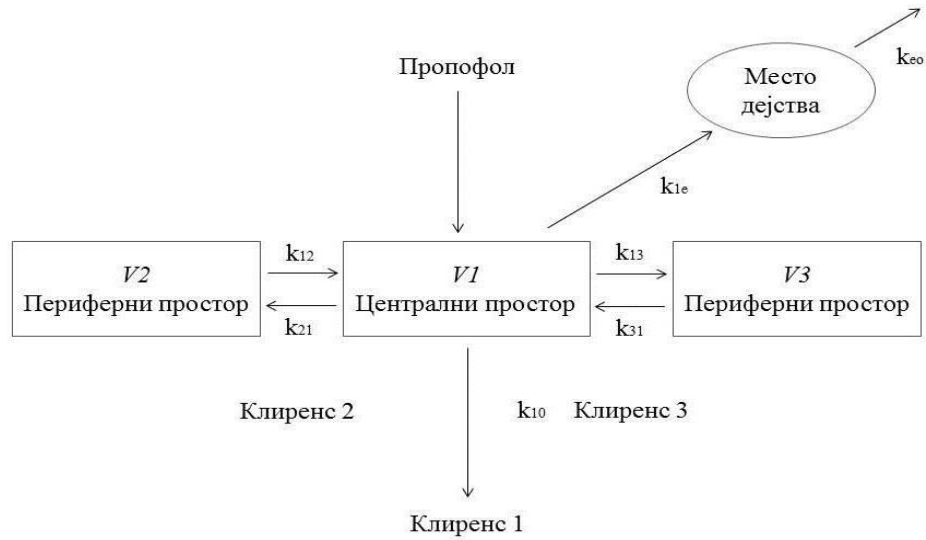 Пропофол
Место
дејства
keo
k1e
V2
Периферни простор
k12
k21
V1
Централни простор
k13
k31
V3
Периферни простор
Клиренс 2
k10
Клиренс 3
Клиренс 1